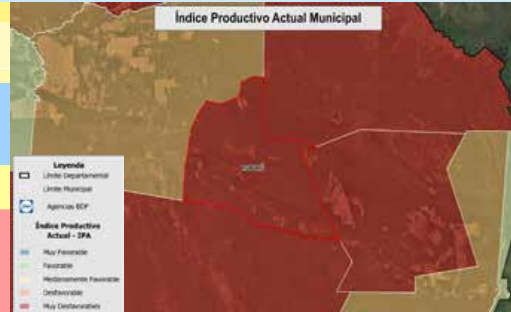 Índice Productivo Actual Municipal
Leyenda
Límite Departamental
Límite Municipal
Agencias BDP
Índice Productivo
Actual - IPA
Muy Favorable
Favorable
Medianamente Favorable
Desfavorable
Muy Desfavorables